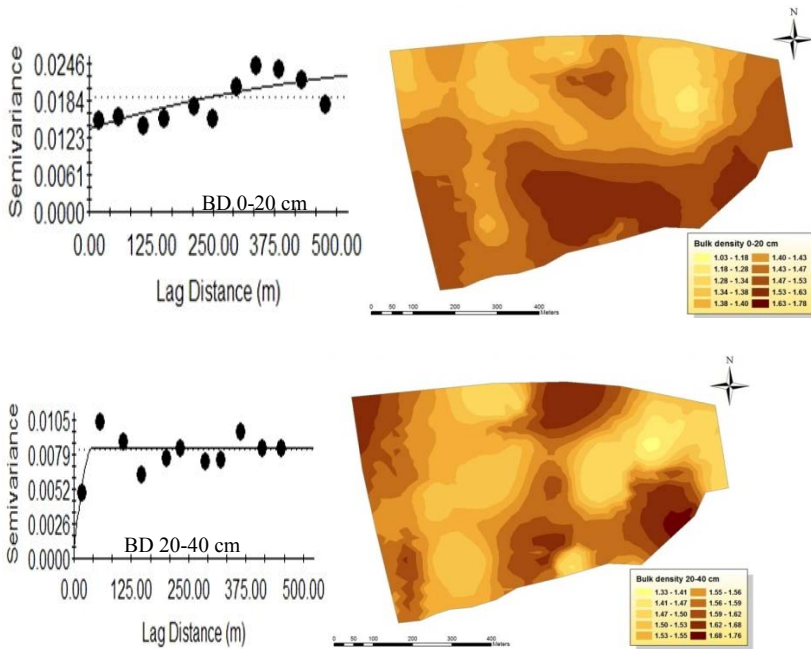 Semivariance
0.0246
0.0184
0.0123
0.0061
0.0000
BD 0-20 cm
0.00 125.00 250.00 375.00 500.00
Lag Distance (m)
N
Bulk density 0-20 cm
1.03 - 1.18 1.40 - 1.43
1.18 - 1.28 1.43 - 1.47
1.28 - 1.34 1.47 - 1.53
1.34 - 1.38 1.53 - 1.63
1.38 - 1.40 1.63 - 1.78
0 25 50 100 200 300 400
Meters
Semivariance
0.0105
0.0079
0.0052
0.0026
0.0000
BD 20-40 cm
0.00 125.00 250.00 375.00 500.00
Lag Distance (m)
N
Bulk density 20-40 cm
1.33 - 1.41 1.55 - 1.56
1.41 - 1.47 1.56 - 1.59
1.47 - 1.50 1.59 - 1.62
1.50 - 1.53 1.62 - 1.68
1.53 - 1.55 1.68 - 1.76
0 25 50 100 200 300 400
Meters